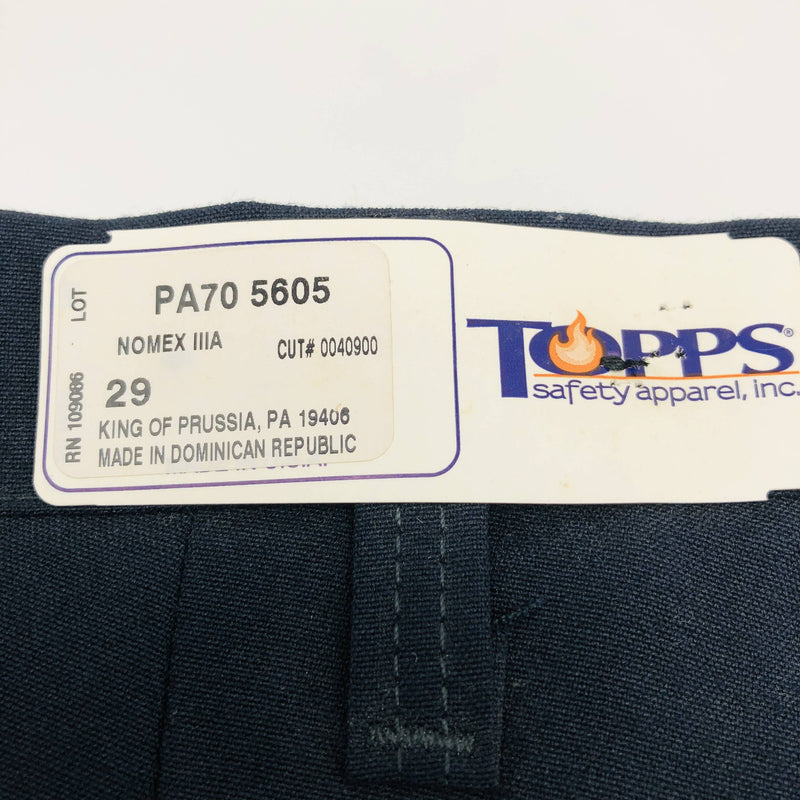 LOT
PA70 5605
NOMEX IIIA CUT# 0040900
29
RN 109086
KING OF PRUSSIA, PA 19406
MADE IN DOMINICAN REPUBLIC
TOPPS®
safety apparel, inc.